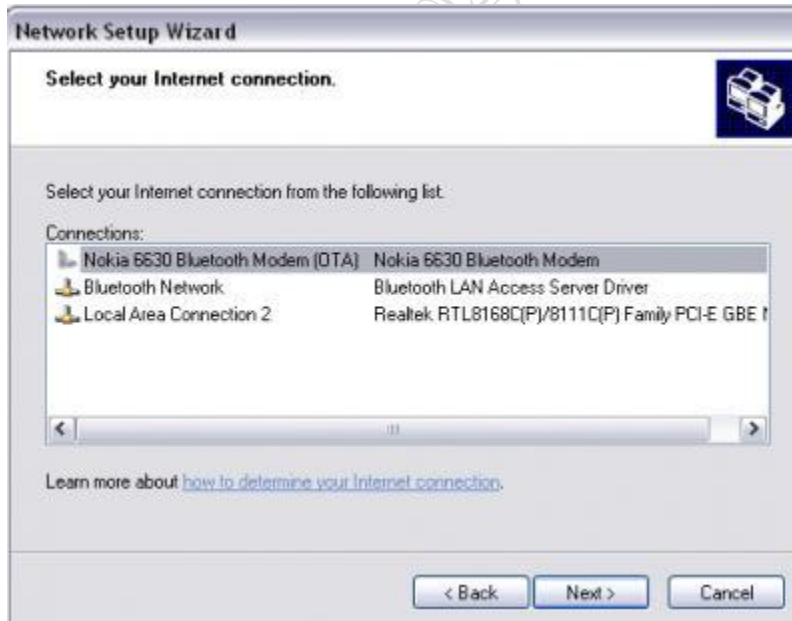 Network Setup Wizard
Select your Internet connection.
Select your Internet connection from the following list.
Connections:
Nokia 6630 Bluetooth Modem (OTA) Nokia 6630 Bluetooth Modem
Bluetooth Network Bluetooth LAN Access Server Driver
Local Area Connection 2 Realtek RTL8168C(P)/8111C(P) Family PCI-E GBE
Learn more about how to determine your Internet connection.
< Back Next > Cancel